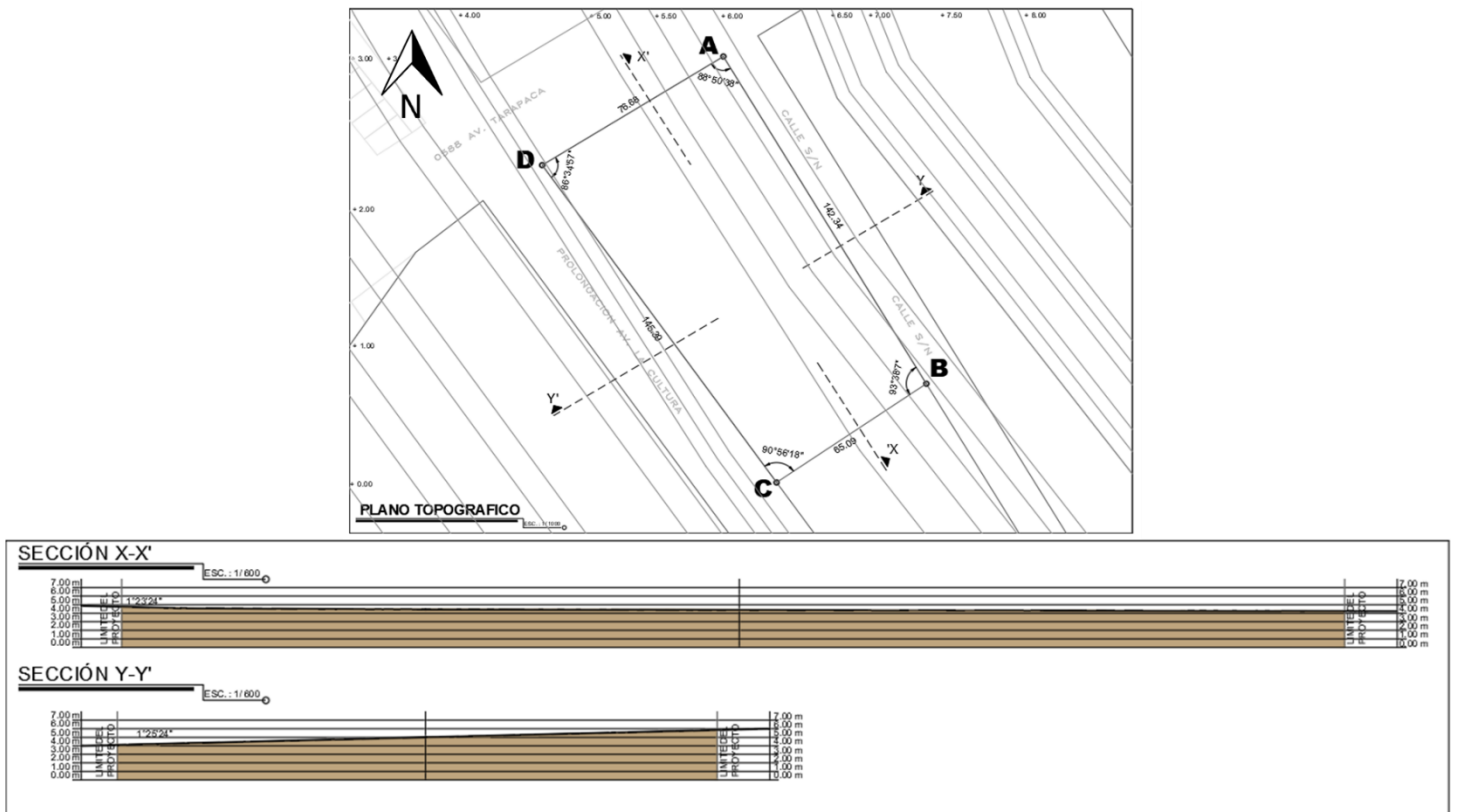 + 4.00
+ 5.00
+ 5.50
+ 6.00
+ 6.50
+ 7.00
+ 7.50
+ 8.00
A
X'
+ 3.00
+ 3
88°50'38"
N
76.68
CALLE S/N
0588 AV. TARAPACA
D
86°34'57"
Y
+ 2.00
142.34
PROLONGACION AV. LA CULTURA
CALLE S/N
145.39
+ 1.00
B
93°38'7"
Y'
'X
90°56'18"
65.09
+ 0.00
C
PLANO TOPOGRAFICO
SECCIÓN X-X'
ESC. : 1/ 600
7.00 m
6.00 m
5.00 m
4.00 m
3.00 m
2.00 m
1.00 m
0.00 m
LIMITE DEL PROYECTO
1°23'24"
LIMITE DEL PROYECTO
7.00 m
6.00 m
5.00 m
4.00 m
3.00 m
2.00 m
1.00 m
0.00 m
SECCIÓN Y-Y'
ESC. : 1/ 600
7.00 m
6.00 m
5.00 m
4.00 m
3.00 m
2.00 m
1.00 m
0.00 m
LIMITE DEL PROYECTO
1°25'24"
LIMITE DEL PROYECTO
7.00 m
6.00 m
5.00 m
4.00 m
3.00 m
2.00 m
1.00 m
0.00 m